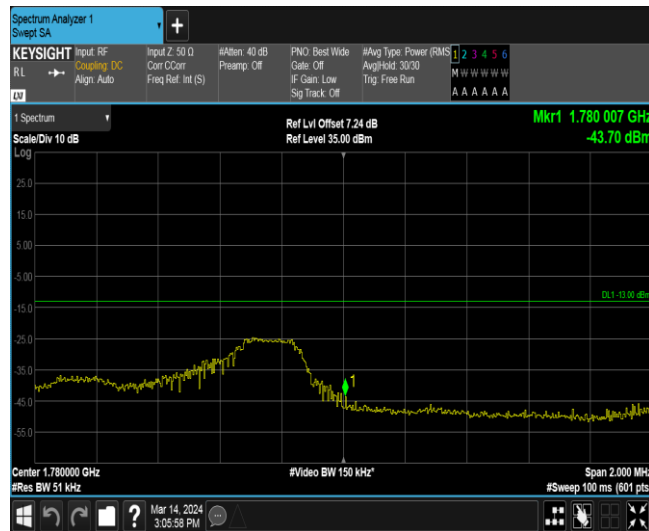 Spectrum Analyzer 1
Swept SA
+
KEYSIGHT
RL
LXI
Input: RF
Coupling: DC
Align: Auto
Input Z: 50 Ω
Corr CCorr
Freq Ref: Int (S)
#Atten: 40 dB
Preamp: Off
PNO: Best Wide
Gate: Off
IF Gain: Low
Sig Track: Off
#Avg Type: Power (RMS
Avg|Hold: 30/30
Trig: Free Run
1 2 3 4 5 6
M W W W W W
A A A A A A
1 Spectrum
Scale/Div 10 dB
Log
Ref Lvl Offset 7.24 dB
Ref Level 35.00 dBm
Mkr1 1.780 007 GHz
-43.70 dBm
25.0
15.0
5.00
-5.00
DL1 -13.00 dBm
-15.0
-25.0
-35.0
1
-45.0
-55.0
Center 1.780000 GHz
#Res BW 51 kHz
#Video BW 150 kHz*
Span 2.000 MHz
#Sweep 100 ms (601 pts
?
Mar 14, 2024
3:05:58 PM